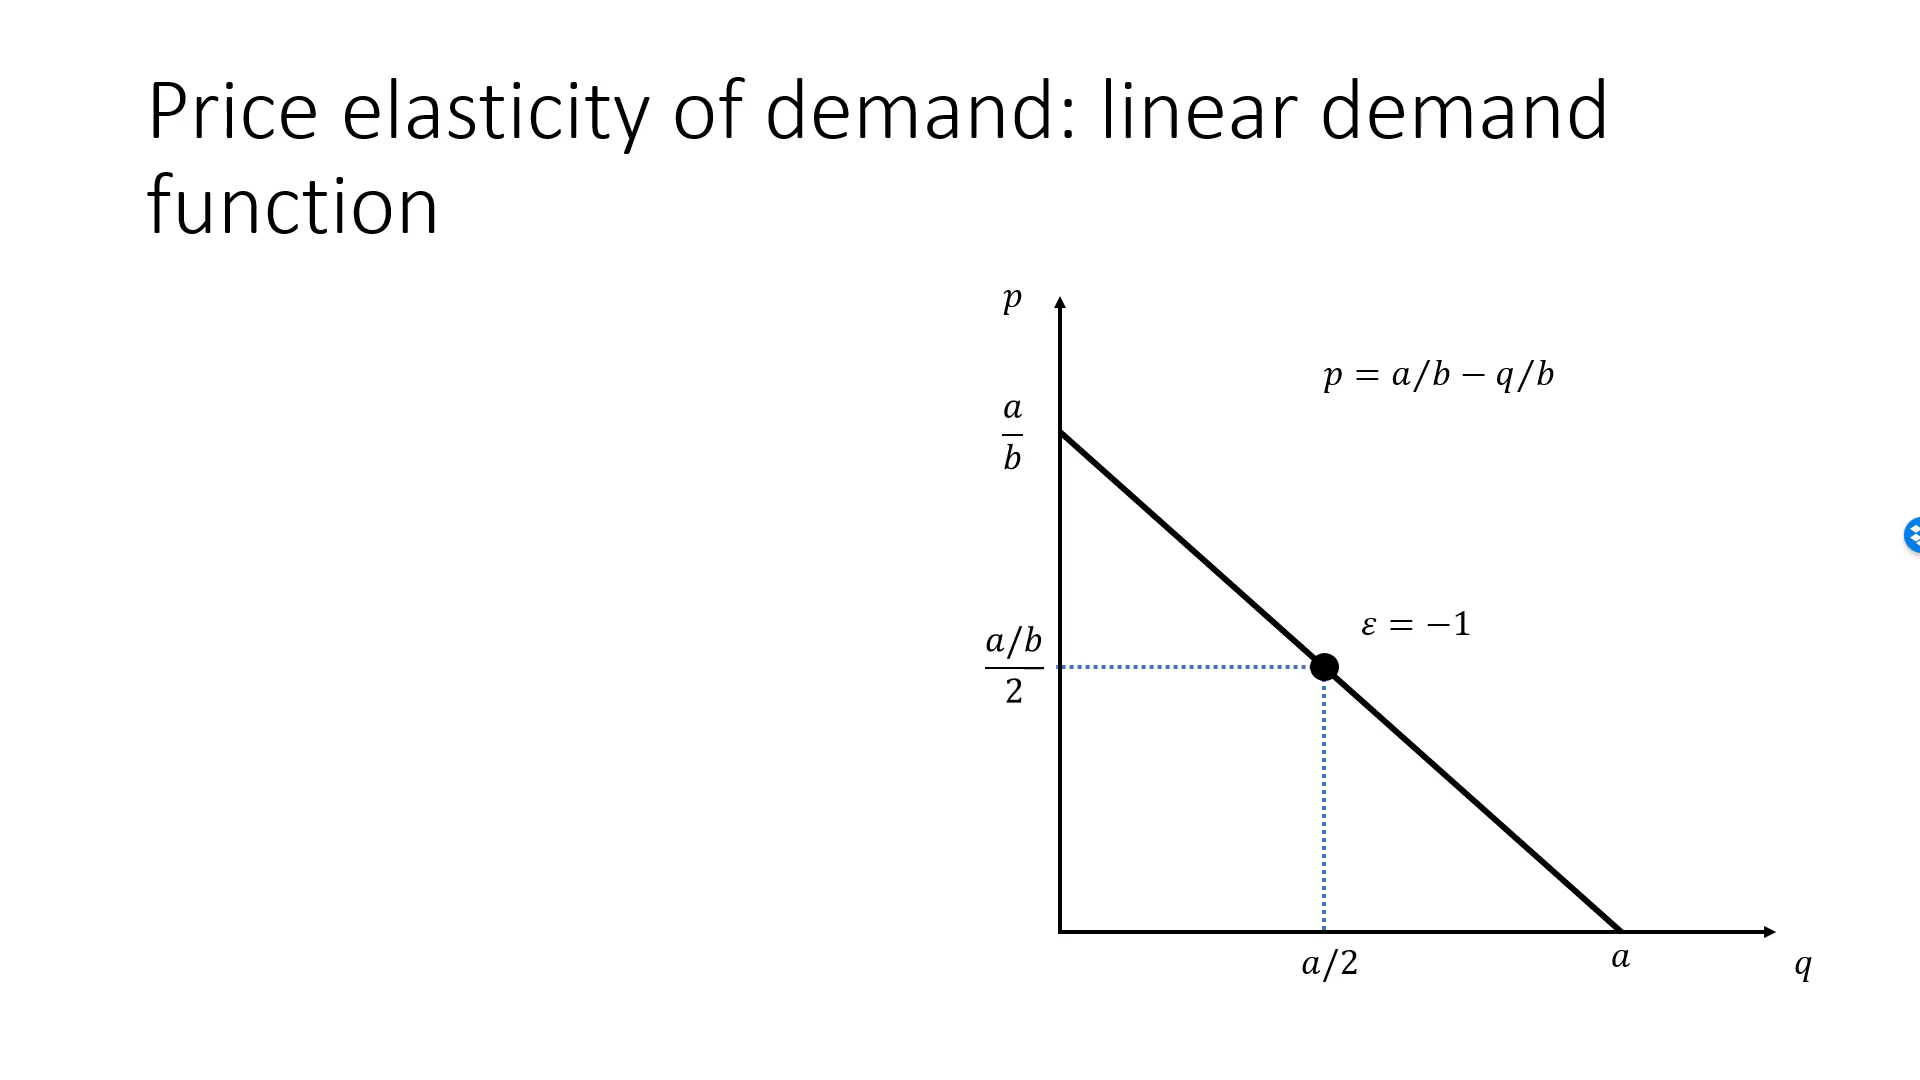 Price elasticity of demand: linear demand
function
p
p = a/b − q/b
a
b
ε = −1
a/b
2
a/2
a
q